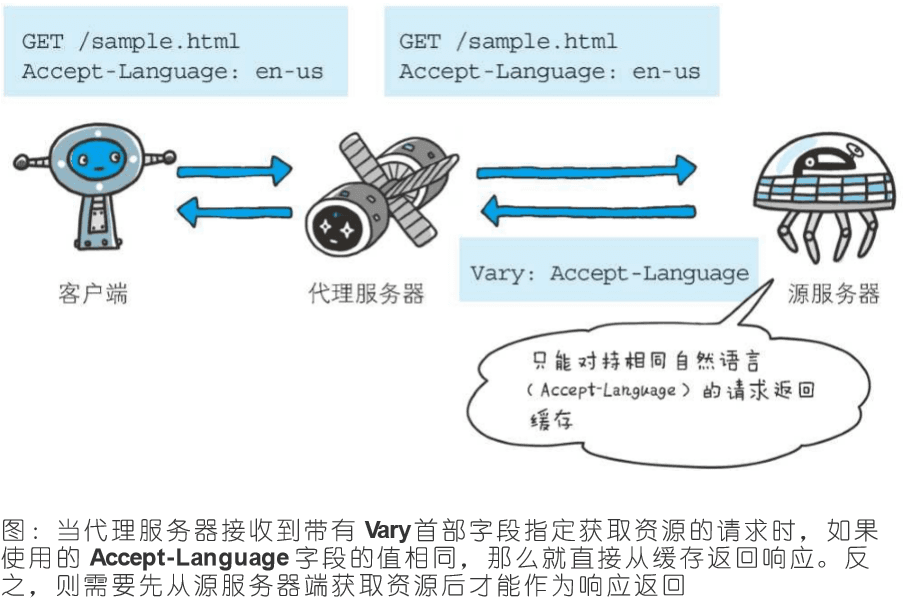 GET /sample.html
Accept-Language: en-us
GET /sample.html
Accept-Language: en-us
客户端
代理服务器
Vary: Accept-Language
源服务器
只能对持相同自然语言
(Accept-Language)的请求返回
缓存
图：当代理服务器接收到带有 Vary 首部字段指定获取资源的请求时，如果
使用的 Accept-Language 字段的值相同，那么就直接从缓存返回响应。反
之，则需要先从源服务器端获取资源后才能作为响应返回